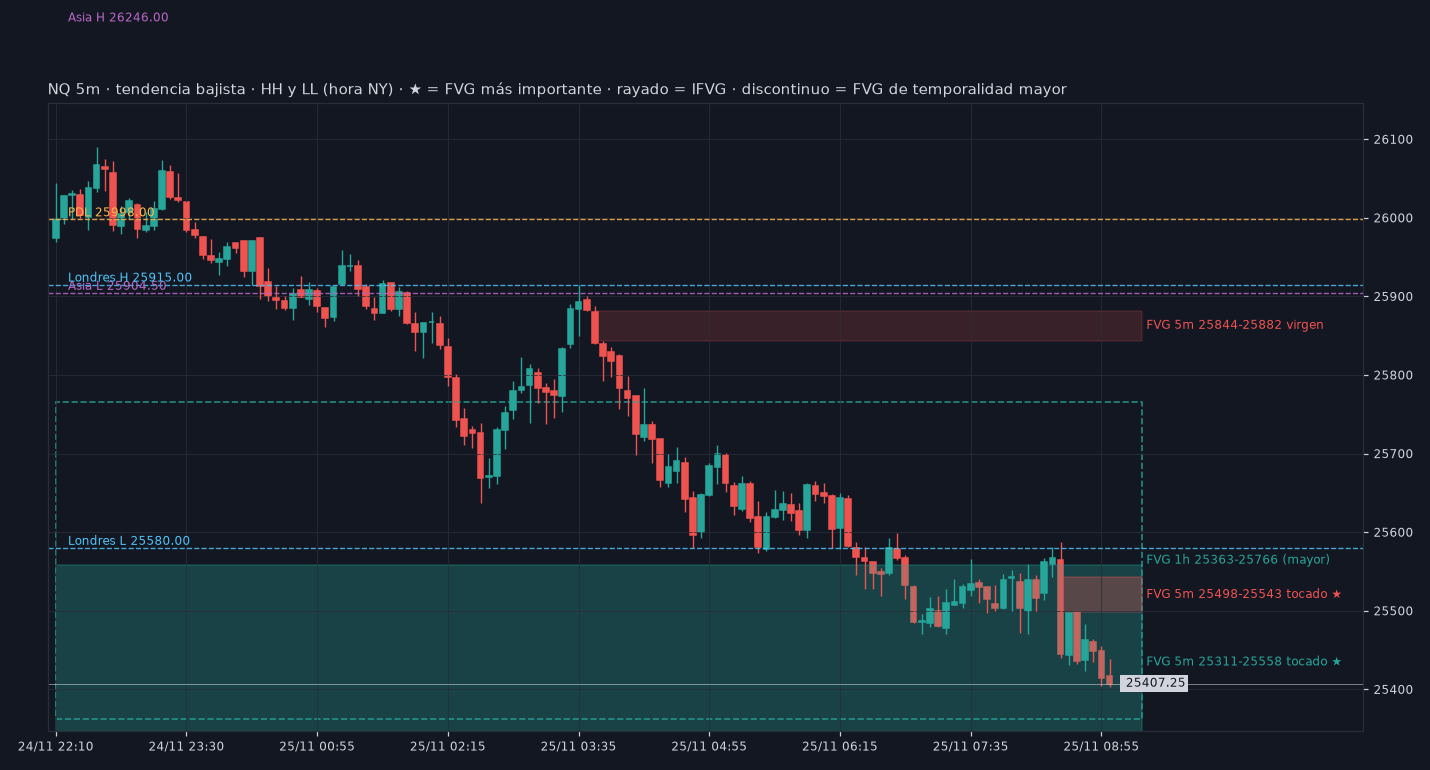 Asia H 26246.00
NQ 5m · tendencia bajista · HH y LL (hora NY) · ★ = FVG más importante · rayado = IFVG · discontinuo = FVG de temporalidad mayor
26100
PDL 25998.00
26000
Londres H 25915.00
Asia L 25904.50
25900
FVG 5m 25844-25882 virgen
25800
25700
25600
Londres L 25580.00
FVG 1h 25363-25766 (mayor)
FVG 5m 25498-25543 tocado ★
25500
FVG 5m 25311-25558 tocado ★
25407.25
25400
24/11 22:10
24/11 23:30
25/11 00:55
25/11 02:15
25/11 03:35
25/11 04:55
25/11 06:15
25/11 07:35
25/11 08:55